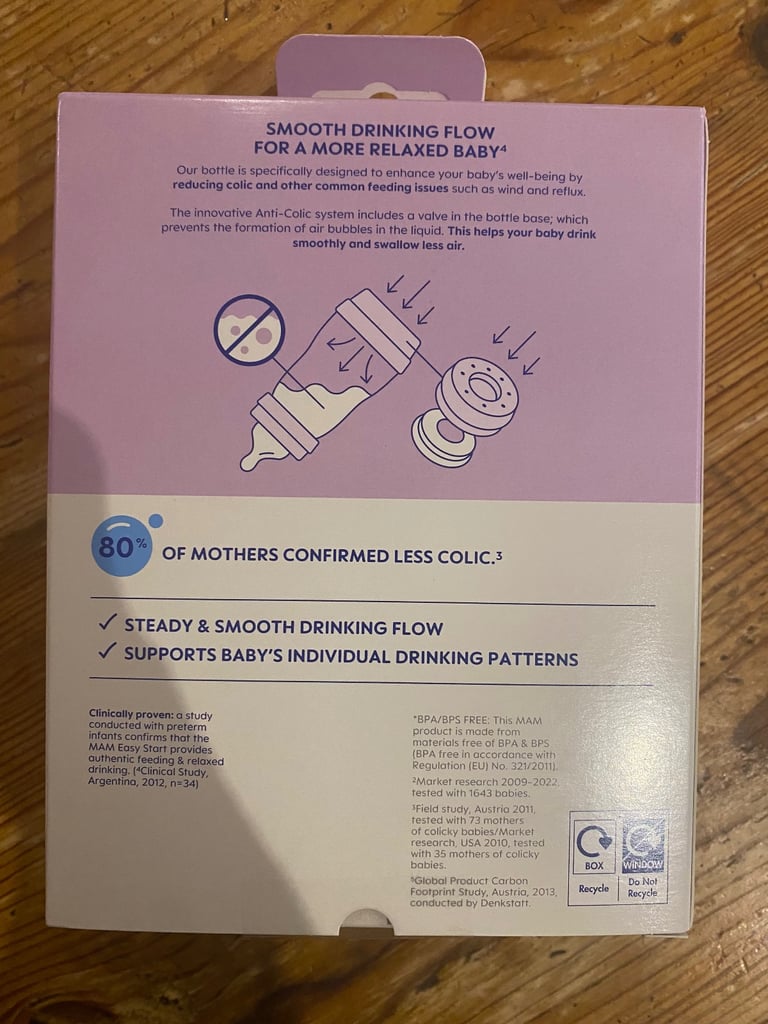 SMOOTH DRINKING FLOW
FOR A MORE RELAXED BABY⁴
Our bottle is specifically designed to enhance your baby's well-being by
reducing colic and other common feeding issues such as wind and reflux.
The innovative Anti-Colic system includes a valve in the bottle base; which
prevents the formation of air bubbles in the liquid. This helps your baby drink
smoothly and swallow less air.
80% OF MOTHERS CONFIRMED LESS COLIC.³
✓ STEADY & SMOOTH DRINKING FLOW
✓ SUPPORTS BABY'S INDIVIDUAL DRINKING PATTERNS
Clinically proven: a study
conducted with preterm
infants confirms that the
MAM Easy Start provides
authentic feeding & relaxed
drinking. (⁴Clinical Study,
Argentina, 2012, n=34)
*BPA/BPS FREE: This MAM
product is made from
materials free of BPA & BPS
(BPA free in accordance with
Regulation (EU) No. 321/2011).
²Market research 2009-2022,
tested with 1643 babies.
³Field study, Austria 2011,
tested with 73 mothers
of colicky babies/Market
research, USA 2010, tested
with 35 mothers of colicky
babies.
Global Product Carbon
Footprint Study, Austria, 2013,
conducted by Denkstatt.
BOX
Recycle
WINDOW
Do Not
Recycle